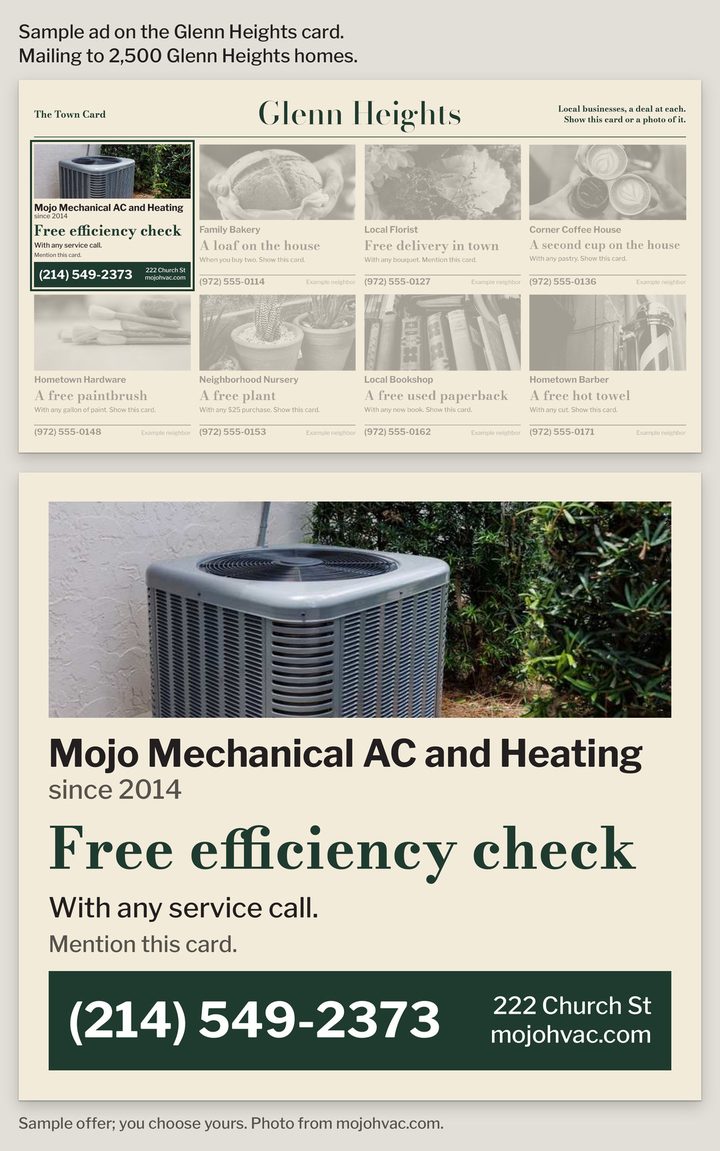 Sample ad on the Glenn Heights card.
Mailing to 2,500 Glenn Heights homes.
The Town Card
Glenn Heights
Local businesses, a deal at each.
Show this card or a photo of it.
Mojo Mechanical AC and Heating
since 2014
Free efficiency check
With any service call.
Mention this card.
(214) 549-2373
222 Church St
mojohvac.com
Family Bakery
A loaf on the house
When you buy two. Show this card.
(972) 555-0114
Example neighbor
Local Florist
Free delivery in town
With any bouquet. Mention this card.
(972) 555-0127
Example neighbor
Corner Coffee House
A second cup on the house
With any pastry. Show this card.
(972) 555-0136
Example neighbor
Hometown Hardware
A free paintbrush
With any gallon of paint. Show this card.
(972) 555-0148
Example neighbor
Neighborhood Nursery
A free plant
With any $25 purchase. Show this card.
(972) 555-0153
Example neighbor
Local Bookshop
A free used paperback
With any new book. Show this card.
(972) 555-0162
Example neighbor
Hometown Barber
A free hot towel
With any cut. Show this card.
(972) 555-0171
Example neighbor
Mojo Mechanical AC and Heating
since 2014
Free efficiency check
With any service call.
Mention this card.
(214) 549-2373
222 Church St
mojohvac.com
Sample offer; you choose yours. Photo from mojohvac.com.